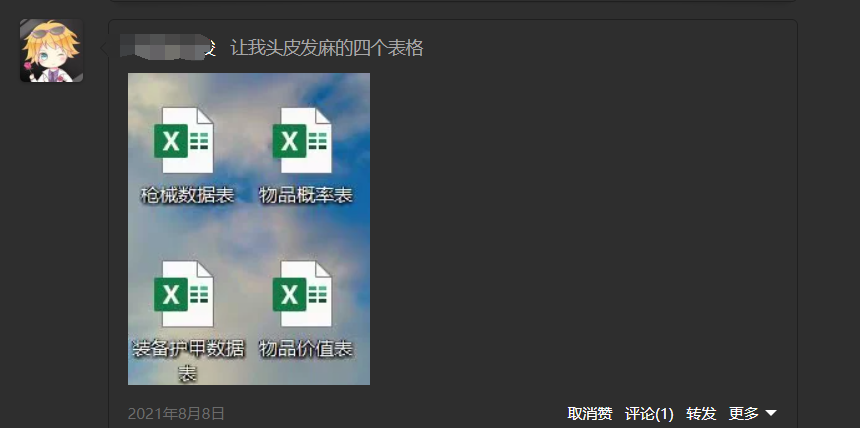 让我头皮发麻的四个表格
枪械数据表 物品概率表
装备护甲数据表 物品价值表
2021年8月8日 取消赞 评论(1) 转发 更多